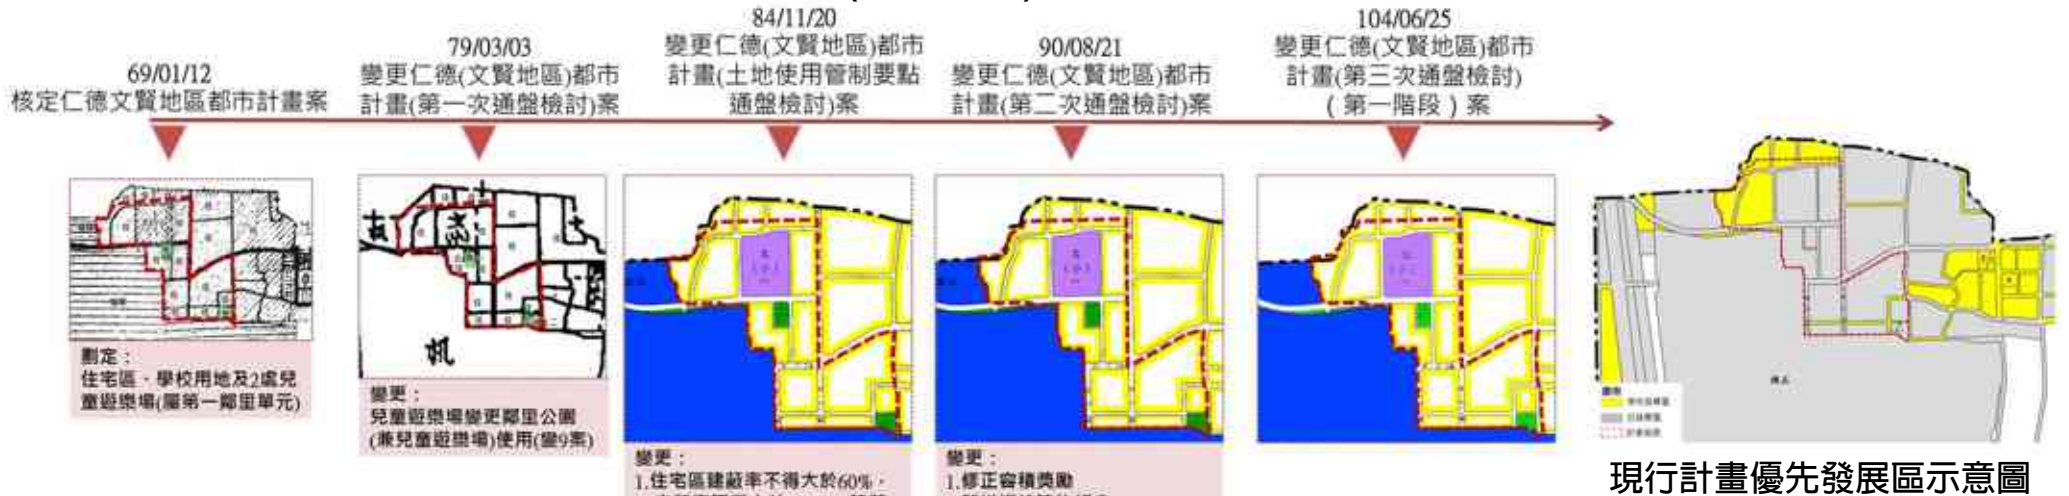 69/01/12
核定仁德文賢地區都市計畫案
79/03/03
變更仁德(文賢地區)都市
計畫(第一次通盤檢討)案
84/11/20
變更仁德(文賢地區)都市
計畫(土地使用管制要點
通盤檢討)案
90/08/21
變更仁德(文賢地區)都市
計畫(第二次通盤檢討)案
104/06/25
變更仁德(文賢地區)都市
計畫(第三次通盤檢討)
(第一階段)案
劃定：
住宅區、學校用地及2處兒
童遊樂場(屬第一鄰里單元)
變更：
兒童遊樂場變更鄰里公園
(兼兒童遊樂場)使用(變9案)
變更：
1.住宅區建蔽率不得大於60%，
變更：
1.修正容積獎勵
現行計畫優先發展區示意圖